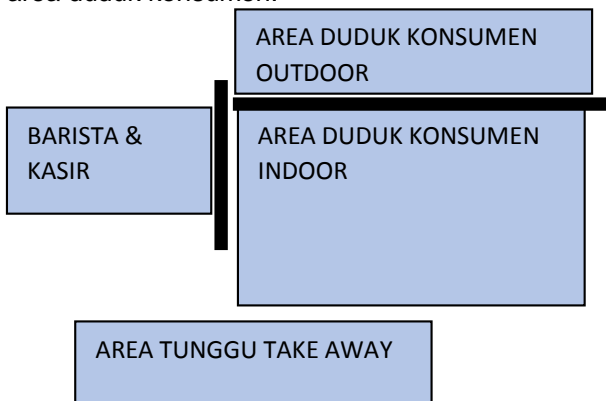 area duduk konsumen.
AREA DUDUK KONSUMEN
OUTDOOR
BARISTA &
KASIR
AREA DUDUK KONSUMEN
INDOOR
AREA TUNGGU TAKE AWAY